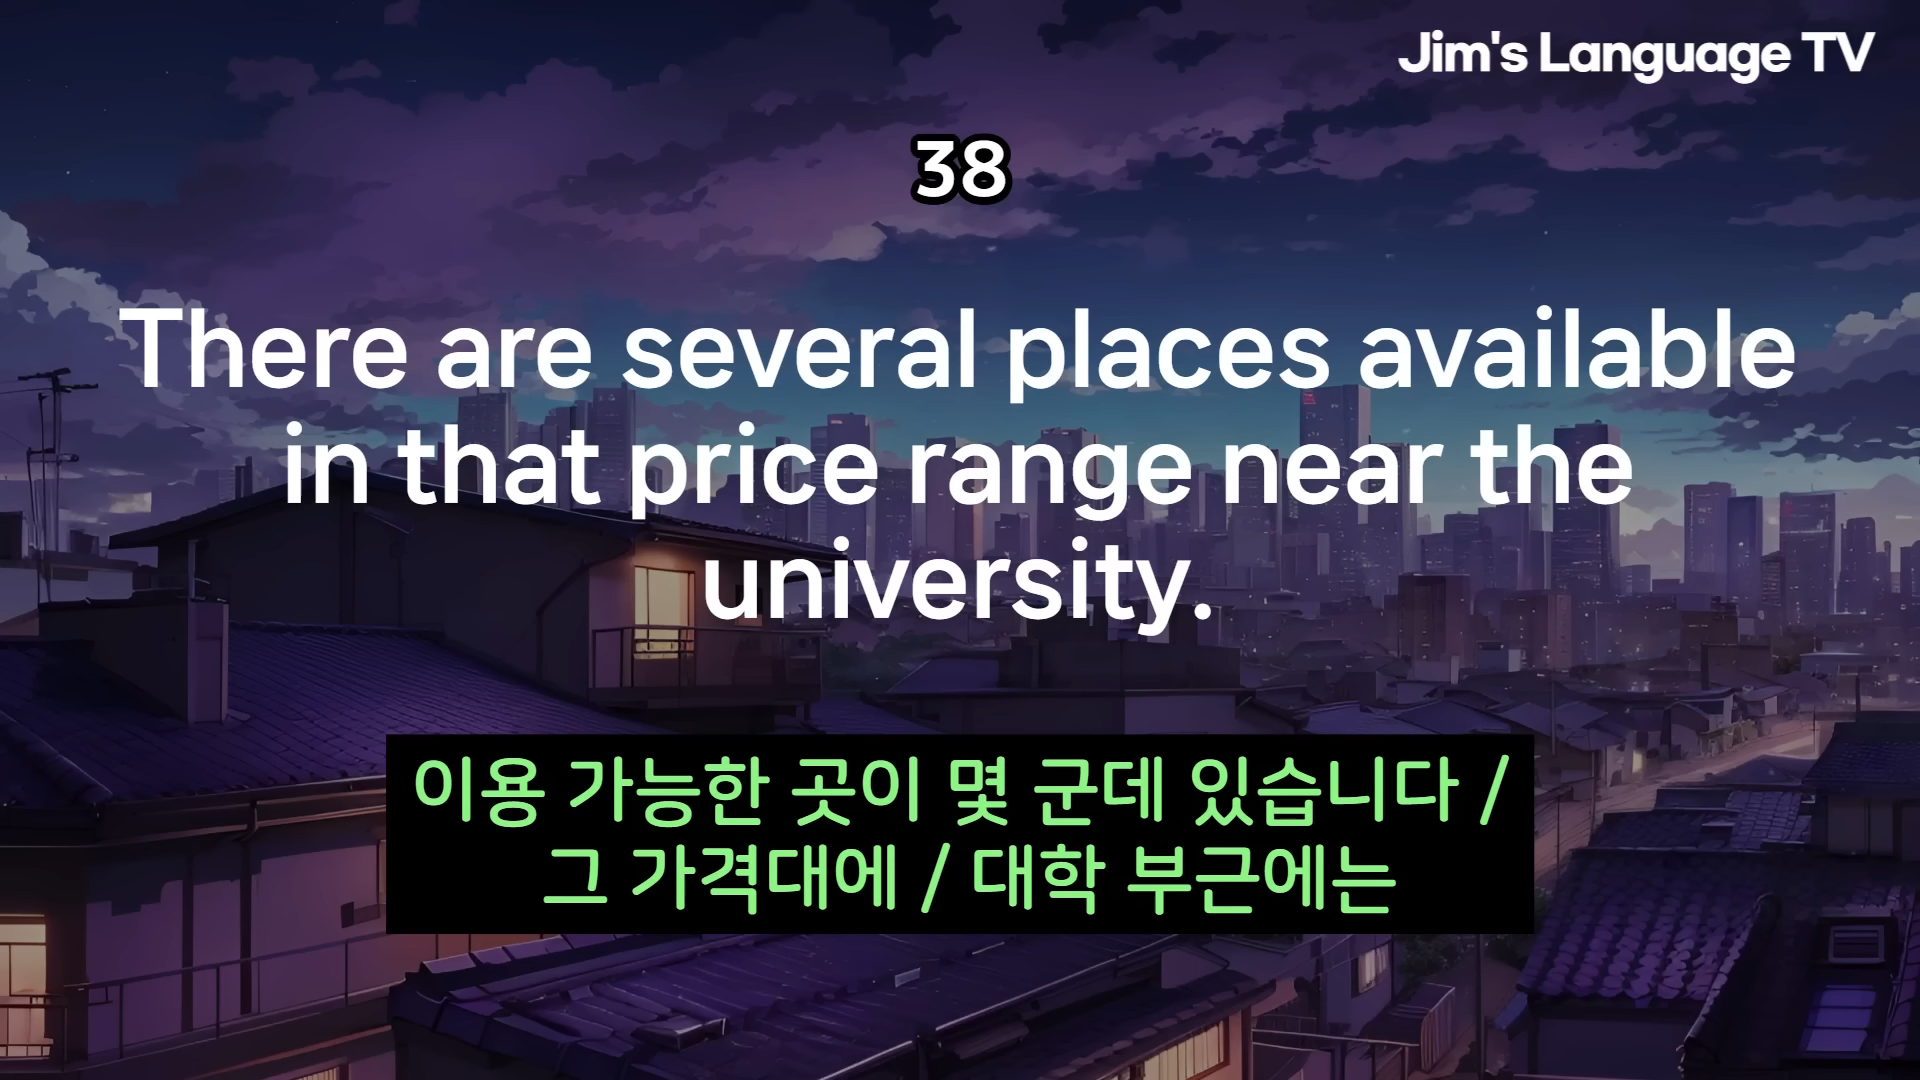 Jim's Language TV
38
There are several places available
in that price range near the
university.
이용 가능한 곳이 몇 군데 있습니다 /
그 가격대에 / 대학 부근에는